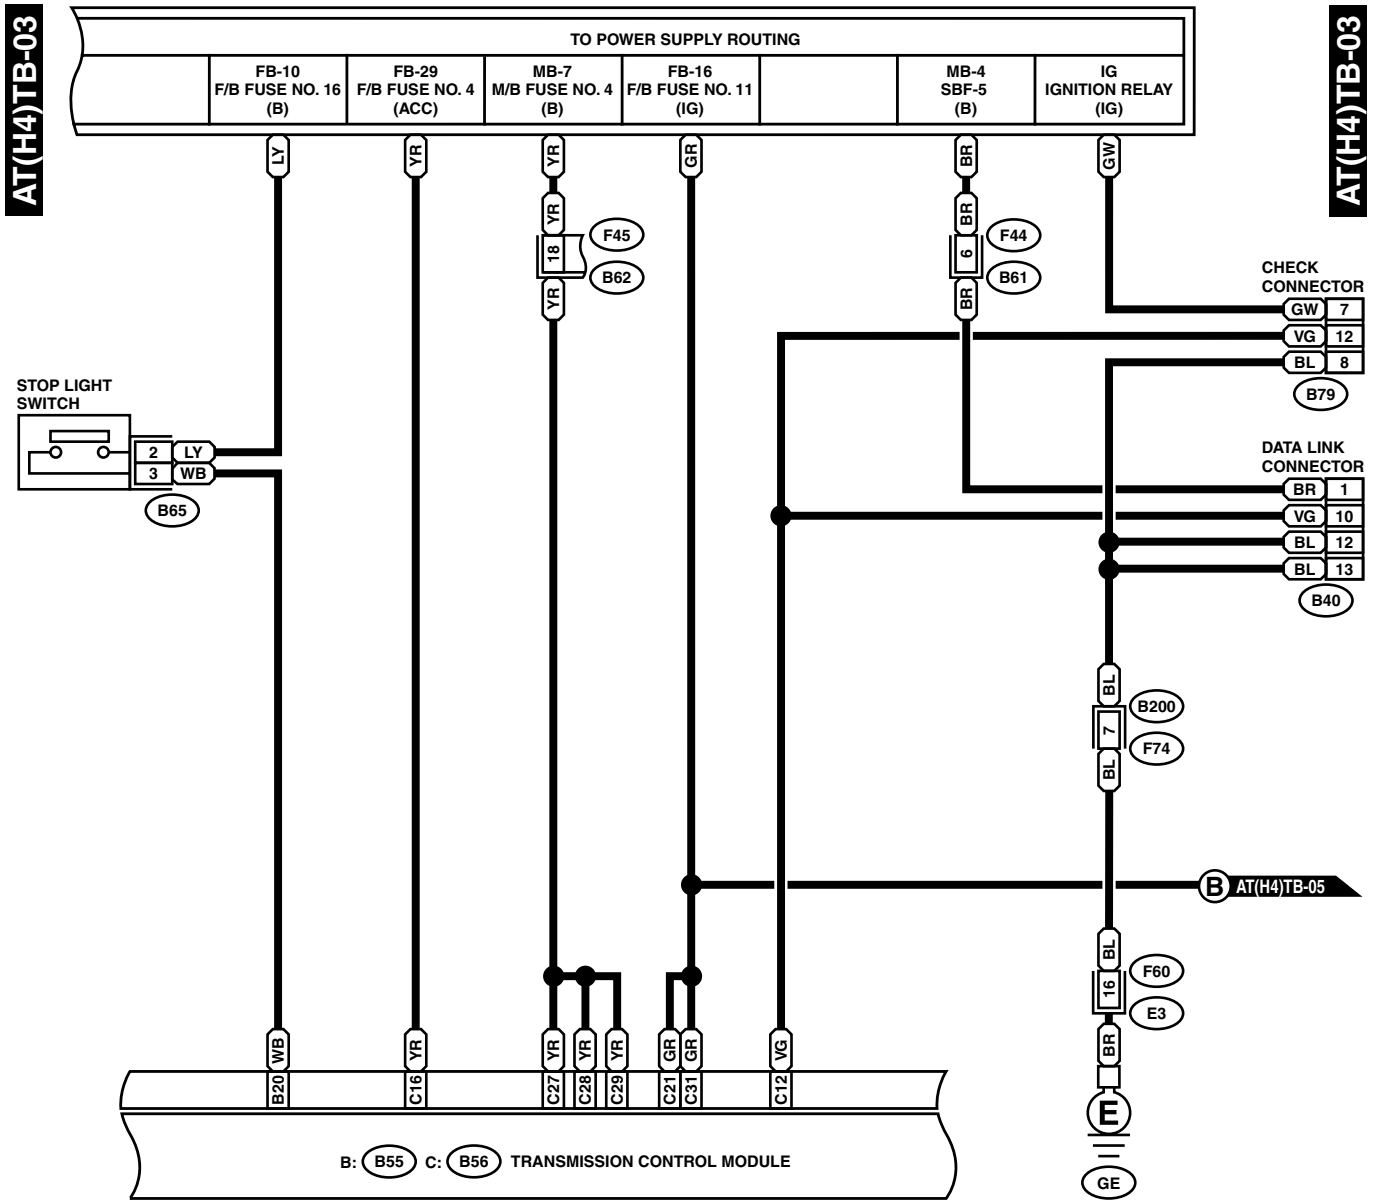 AT(H4)TB-03
AT(H4)TB-03
TO POWER SUPPLY ROUTING
FB-10
F/B FUSE NO. 16
(B)
FB-29
F/B FUSE NO. 4
(ACC)
MB-7
M/B FUSE NO. 4
(B)
FB-16
F/B FUSE NO. 11
(IG)
MB-4
SBF-5
(B)
IG
IGNITION RELAY
(IG)
LY
YR
YR
GR
BR
GW
YR
18
YR
F45
B62
BR
6
BR
F44
B61
CHECK
CONNECTOR
GW 7
VG 12
BL 8
B79
STOP LIGHT
SWITCH
2 LY
3 WB
B65
DATA LINK
CONNECTOR
BR 1
VG 10
BL 12
BL 13
B40
BL
7
BL
B200
F74
B AT(H4)TB-05
BL
16
BR
F60
E3
WB
YR
YR
YR
YR
GR
GR
VG
B20
C16
C27
C28
C29
C21
C31
C12
E
GE
B: B55 C: B56 TRANSMISSION CONTROL MODULE